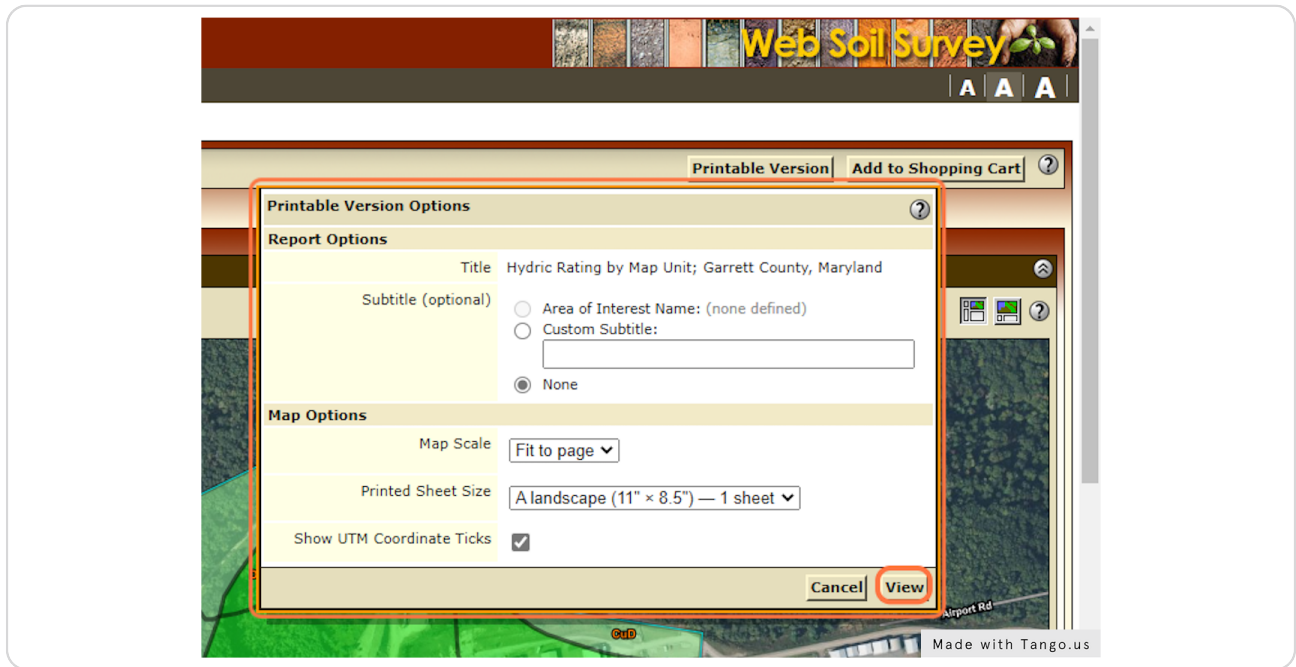 Web Soil Survey
A A A
Printable Version Add to Shopping Cart ?
Printable Version Options ?
Report Options
Title Hydric Rating by Map Unit; Garrett County, Maryland
Subtitle (optional)
Area of Interest Name: (none defined)
Custom Subtitle:
?
None
Map Options
Map Scale Fit to page
Printed Sheet Size A landscape (11" × 8.5") — 1 sheet
Show UTM Coordinate Ticks
Cancel View
Airport Rd
CuD
Made with Tango.us